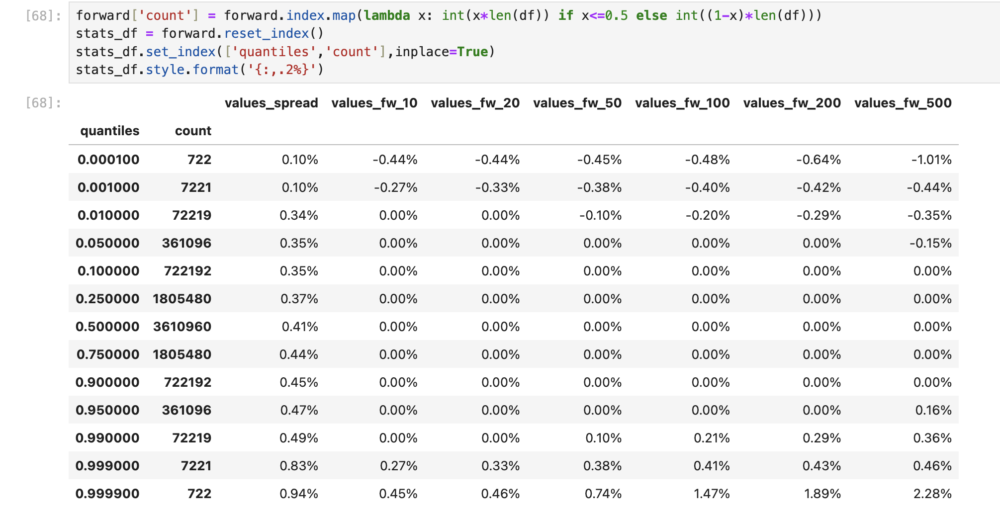 [68]: forward['count'] = forward.index.map(lambda x: int(x*len(df)) if x<=0.5 else int((1-x)*len(df)))
stats_df = forward.reset_index()
stats_df.set_index(['quantiles','count'],inplace=True)
stats_df.style.format('{:,.2%}')
[68]: values_spread values_fw_10 values_fw_20 values_fw_50 values_fw_100 values_fw_200 values_fw_500
quantiles count
0.000100 722 0.10% -0.44% -0.44% -0.45% -0.48% -0.64% -1.01%
0.001000 7221 0.10% -0.27% -0.33% -0.38% -0.40% -0.42% -0.44%
0.010000 72219 0.34% 0.00% 0.00% -0.10% -0.20% -0.29% -0.35%
0.050000 361096 0.35% 0.00% 0.00% 0.00% 0.00% 0.00% -0.15%
0.100000 722192 0.35% 0.00% 0.00% 0.00% 0.00% 0.00% 0.00%
0.250000 1805480 0.37% 0.00% 0.00% 0.00% 0.00% 0.00% 0.00%
0.500000 3610960 0.41% 0.00% 0.00% 0.00% 0.00% 0.00% 0.00%
0.750000 1805480 0.44% 0.00% 0.00% 0.00% 0.00% 0.00% 0.00%
0.900000 722192 0.45% 0.00% 0.00% 0.00% 0.00% 0.00% 0.00%
0.950000 361096 0.47% 0.00% 0.00% 0.00% 0.00% 0.00% 0.16%
0.990000 72219 0.49% 0.00% 0.00% 0.10% 0.21% 0.29% 0.36%
0.999000 7221 0.83% 0.27% 0.33% 0.38% 0.41% 0.43% 0.46%
0.999900 722 0.94% 0.45% 0.46% 0.74% 1.47% 1.89% 2.28%